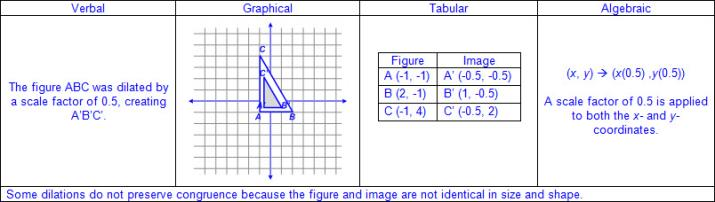 Verbal
Graphical
Tabular
Algebraic
The figure ABC was dilated by
a scale factor of 0.5, creating
A'B'C'.
C
C'
A'
B'
A
B
Figure Image
A (-1, -1) A' (-0.5, -0.5)
B (2, -1) B' (1, -0.5)
C (-1, 4) C' (-0.5, 2)
(x, y) → (x(0.5) ,y(0.5))
A scale factor of 0.5 is applied
to both the x- and y-
coordinates.
Some dilations do not preserve congruence because the figure and image are not identical in size and shape.